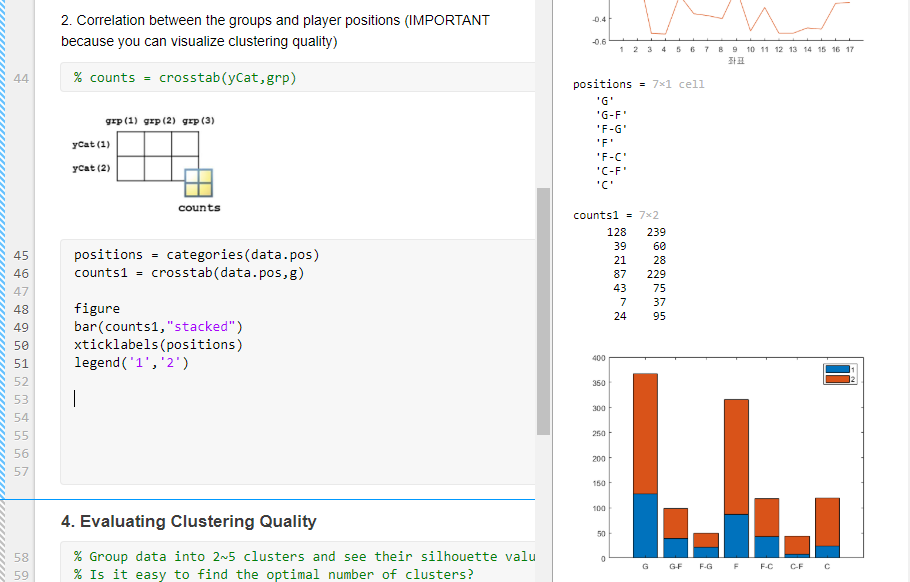 2. Correlation between the groups and player positions (IMPORTANT
because you can visualize clustering quality)
44 % counts = crosstab(yCat,grp)
grp(1) grp(2) grp(3)
yCat(1)
yCat(2)
counts
45 positions = categories(data.pos)
46 counts1 = crosstab(data.pos,g)
47
48 figure
49 bar(counts1,"stacked")
50 xticklabels(positions)
51 legend('1','2')
52
53
54
55
56
57
4. Evaluating Clustering Quality
58 % Group data into 2~5 clusters and see their silhouette valu
59 % Is it easy to find the optimal number of clusters?
-0.4
-0.6
1 2 3 4 5 6 7 8 9 10 11 12 13 14 15 16 17
좌표
positions = 7×1 cell
'G'
'G-F'
'F-G'
'F'
'F-C'
'C-F'
'C'
counts1 = 7×2
128 239
39 60
21 28
87 229
43 75
7 37
24 95
400
350
300
250
200
150
100
50
0
1
2
G G-F F-G F F-C C-F C